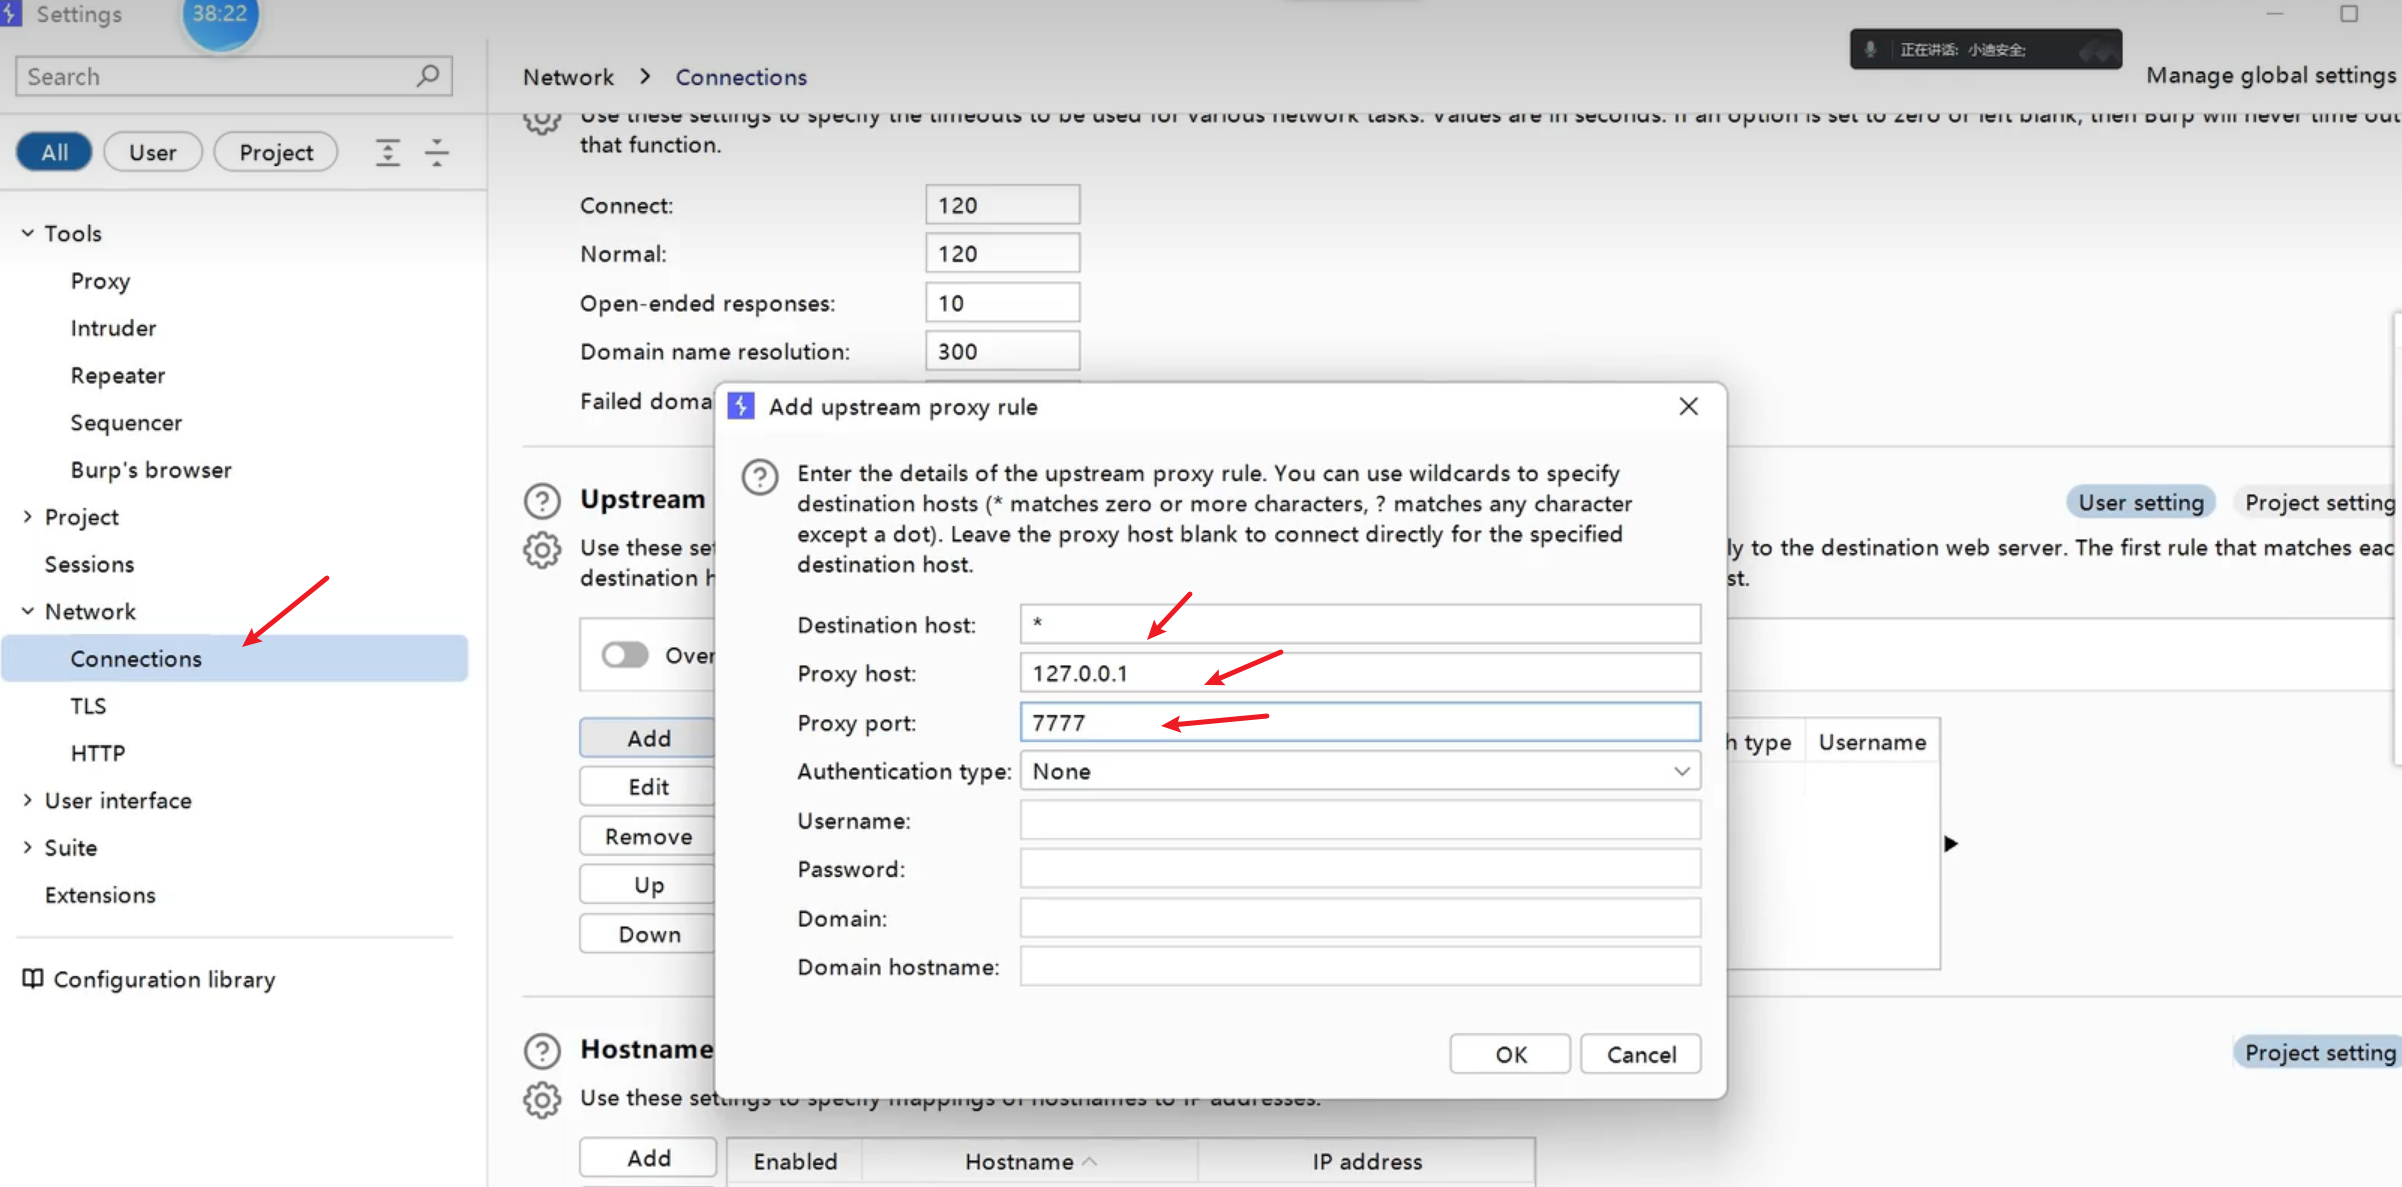 Settings
38:22
正在讲话: 小迪安全;
Search
Network > Connections
Manage global settings
All
User
Project
Use these settings to specify the timeouts to be used for various network tasks. Values are in seconds. If an option is set to zero or left blank, then Burp will never time out
that function.
Connect: 120
Normal: 120
Open-ended responses: 10
Domain name resolution: 300
Failed doma
Tools
Proxy
Intruder
Repeater
Sequencer
Burp's browser
Project
Sessions
Network
Connections
TLS
HTTP
User interface
Suite
Extensions
Configuration library
Upstream
User setting
Project setting
Use these set
ly to the destination web server. The first rule that matches eac
destination h
st.
Over
Add
Edit
Remove
Up
Down
h type
Username
Add upstream proxy rule
Enter the details of the upstream proxy rule. You can use wildcards to specify
destination hosts (* matches zero or more characters, ? matches any character
except a dot). Leave the proxy host blank to connect directly for the specified
destination host.
Destination host: *
Proxy host: 127.0.0.1
Proxy port: 7777
Authentication type: None
Username:
Password:
Domain:
Domain hostname:
OK
Cancel
Hostname
Project setting
Use these settings to specify mappings of hostnames to IP addresses.
Add
Enabled
Hostname
IP address